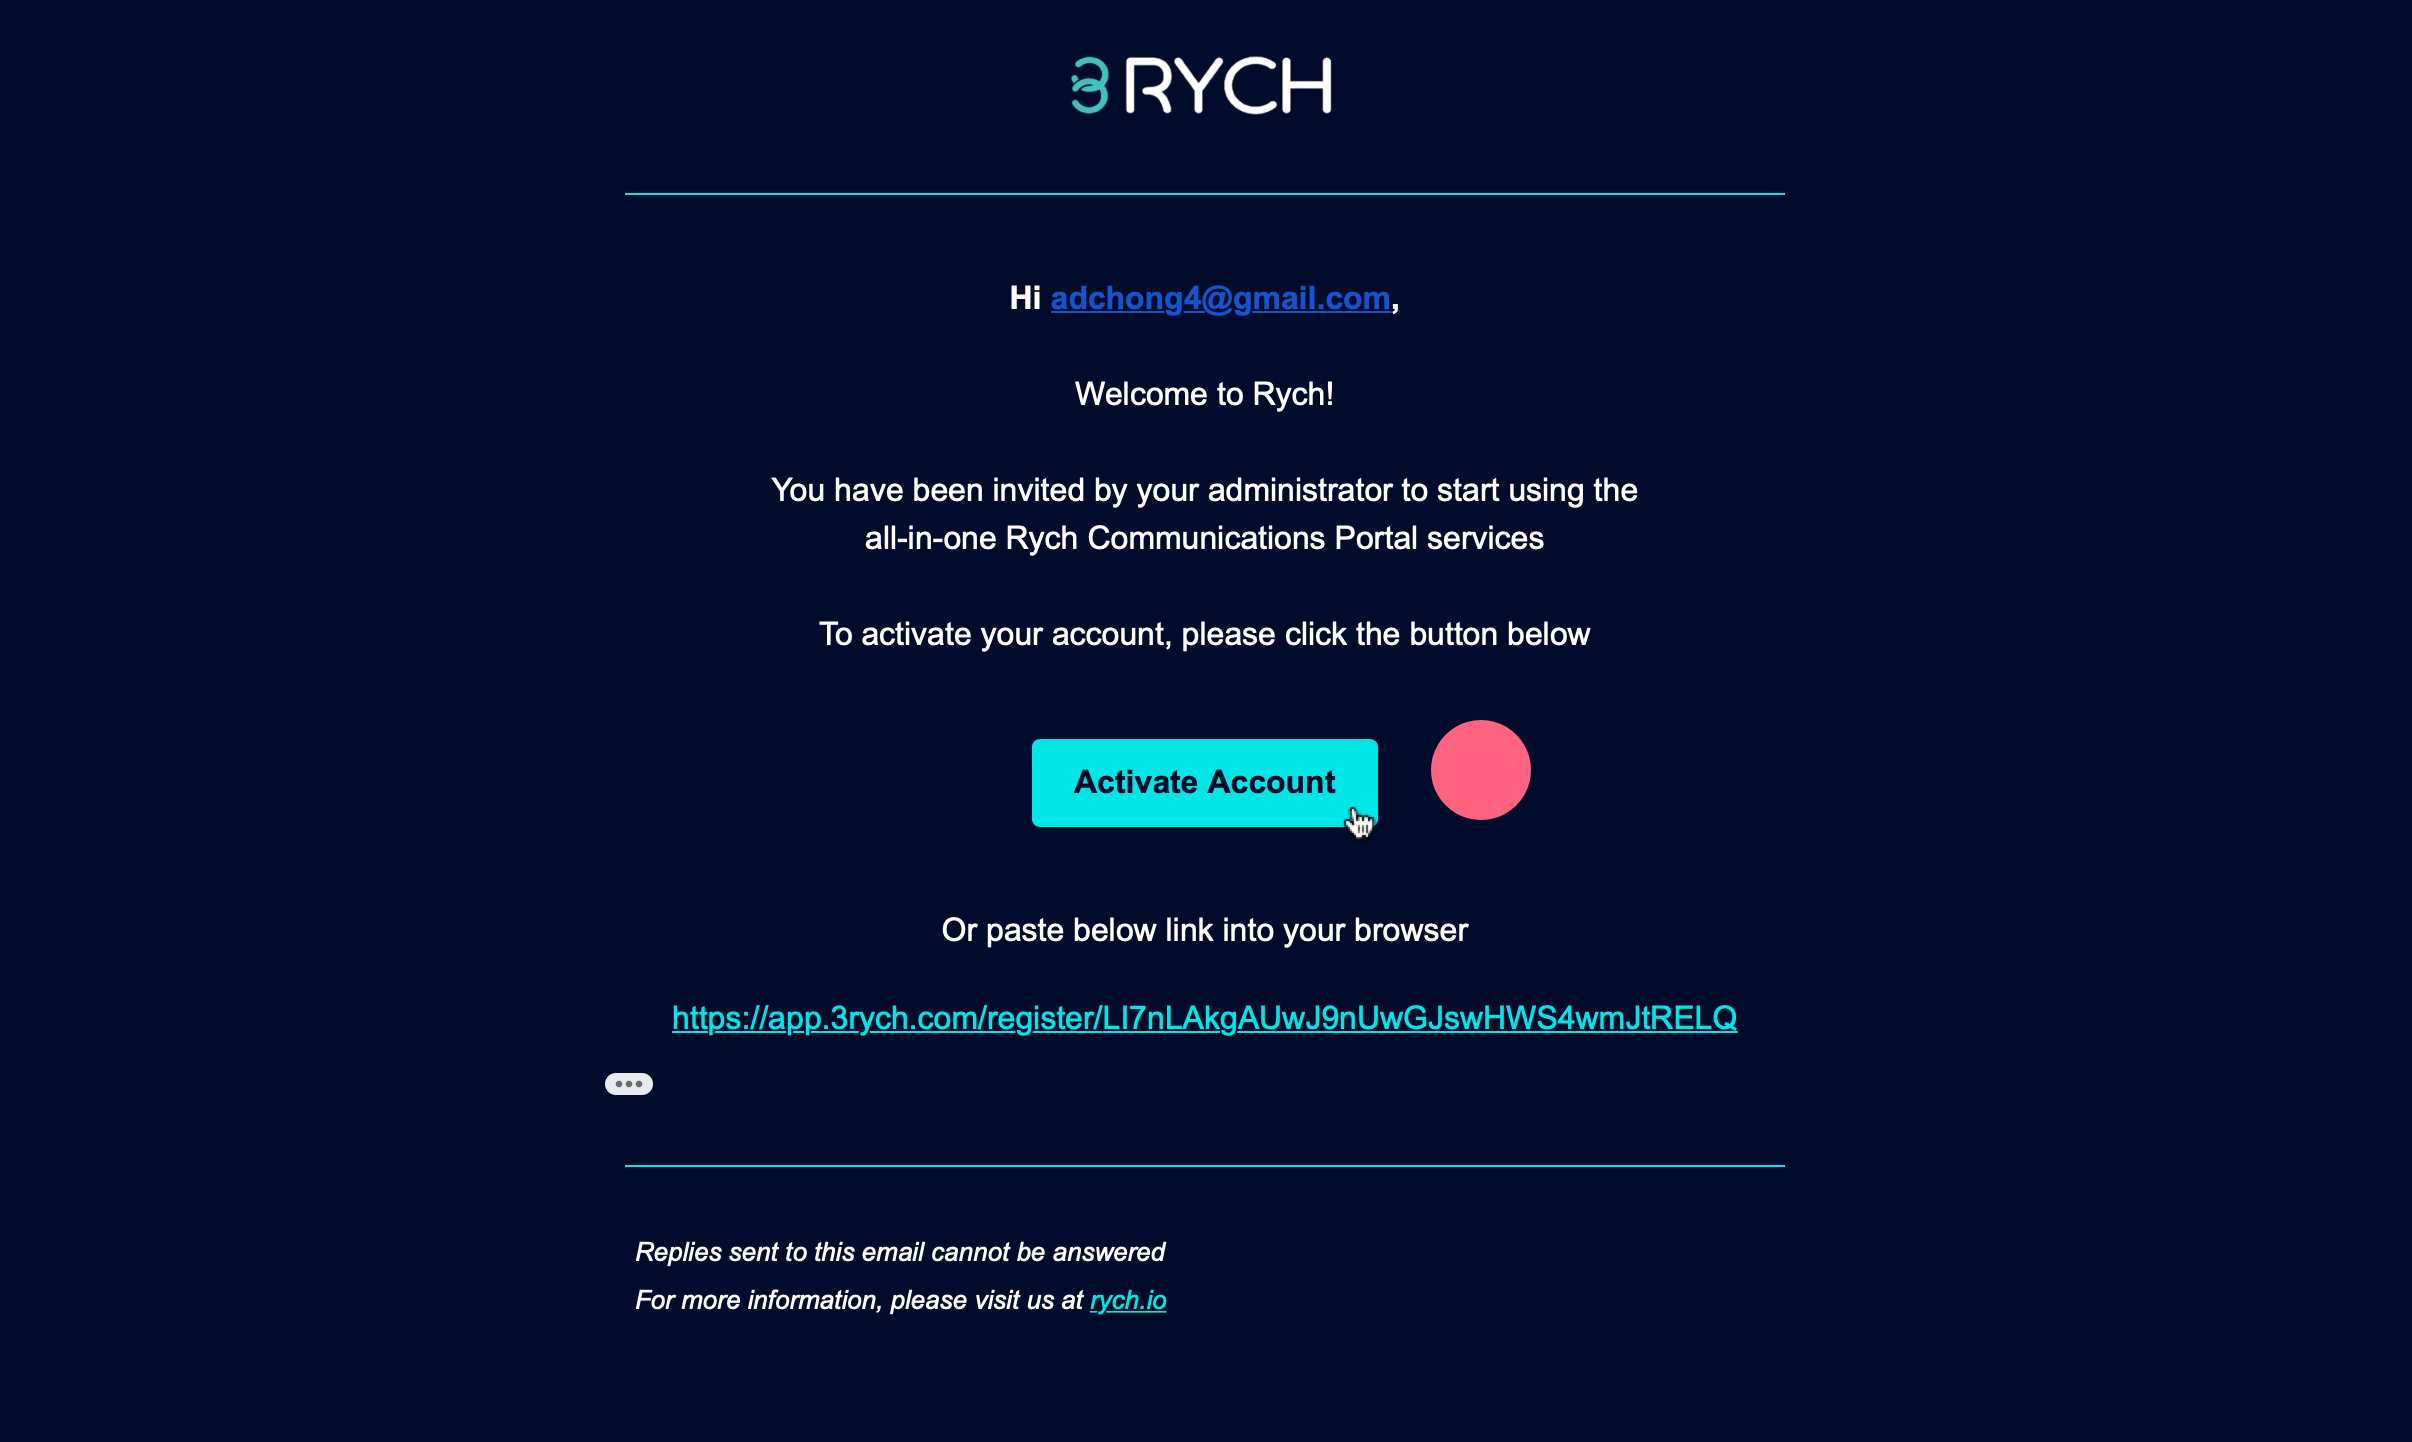 3 RYCH
Hi adchong4@gmail.com,
Welcome to Rych!
You have been invited by your administrator to start using the
all-in-one Rych Communications Portal services
To activate your account, please click the button below
Activate Account
Or paste below link into your browser
https://app.3rych.com/register/LI7nLAkgAUwJ9nUwGJswHWS4wmJtRELQ
Replies sent to this email cannot be answered
For more information, please visit us at rych.io